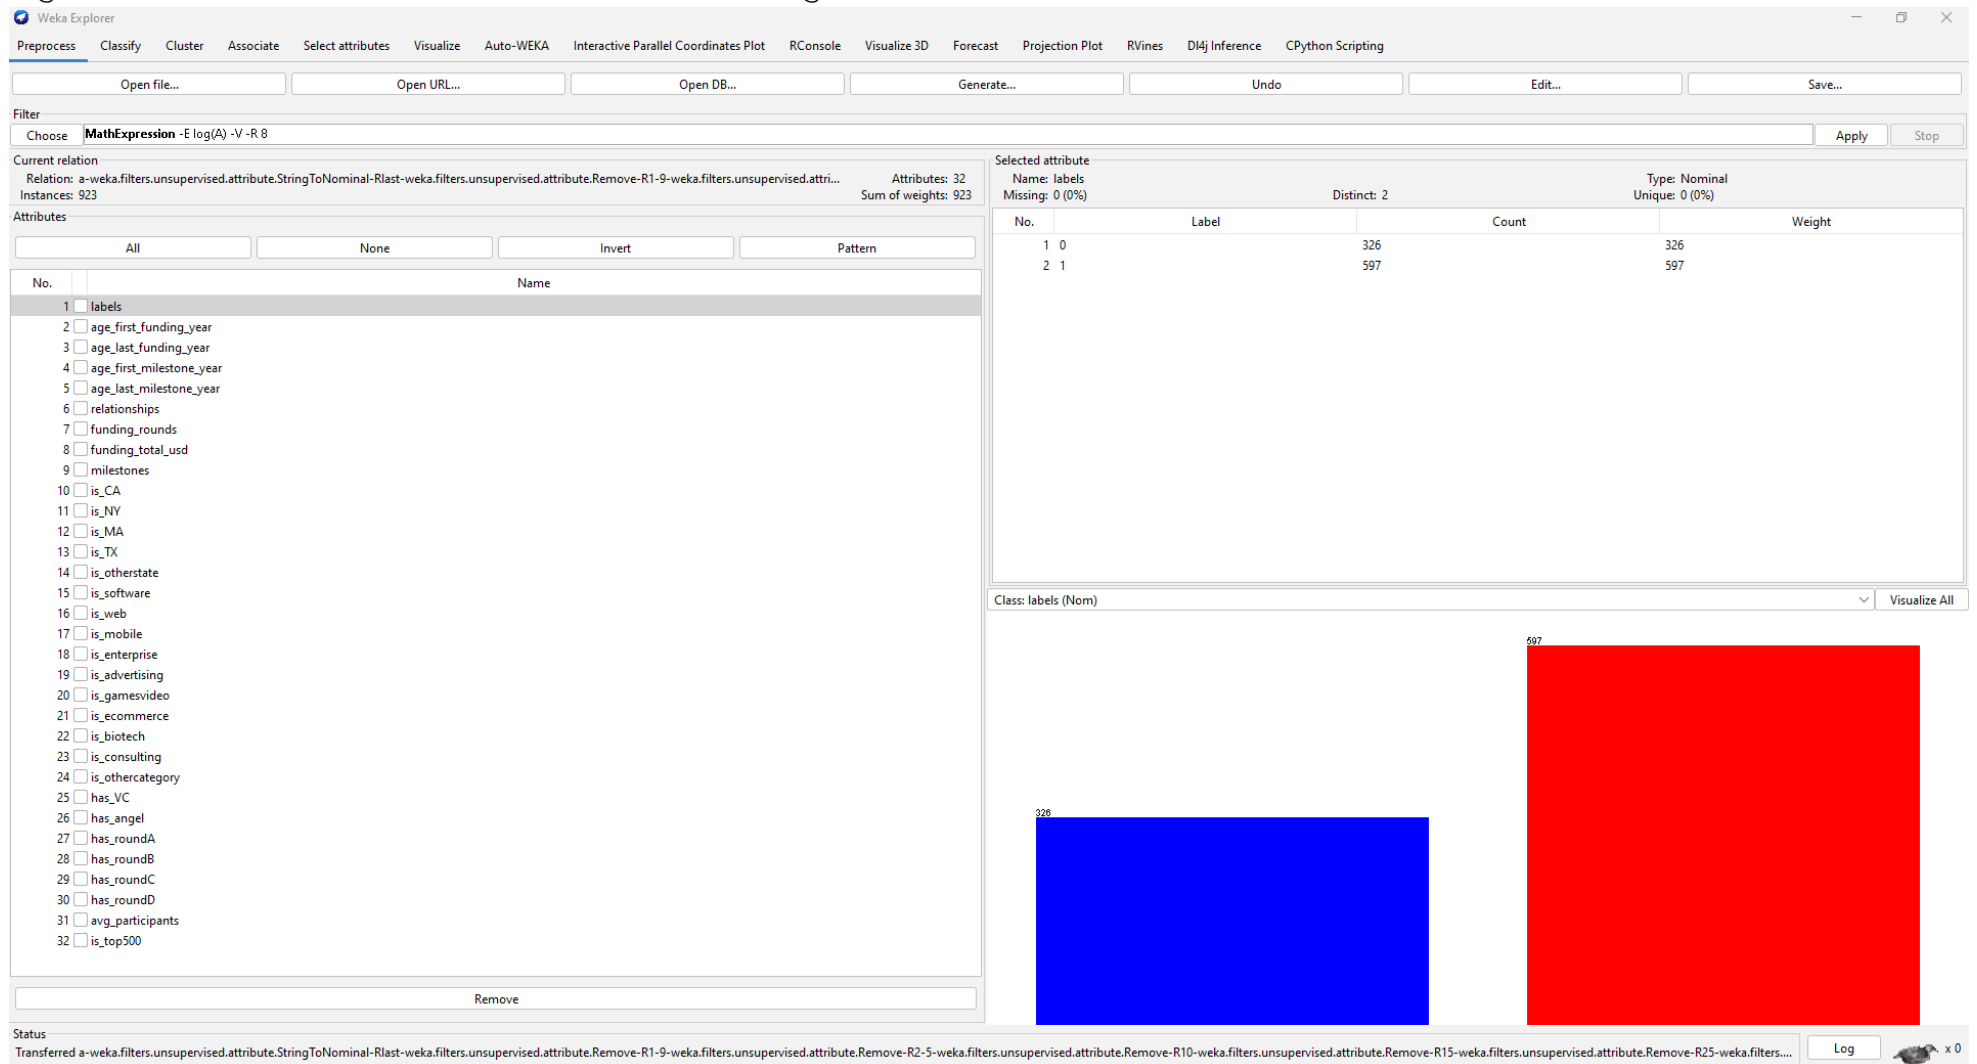 Weka Explorer
Preprocess Classify Cluster Associate Select attributes Visualize Auto-WEKA Interactive Parallel Coordinates Plot RConsole Visualize 3D Forecast Projection Plot RVines Dl4j Inference CPython Scripting
Open file... Open URL... Open DB... Generate... Undo Edit... Save...
Filter
Choose MathExpression -E log(A) -V -R 8 Apply Stop
Current relation
Relation: a-weka.filters.unsupervised.attribute.StringToNominal-Rlast-weka.filters.unsupervised.attribute.Remove-R1-9-weka.filters.unsupervised.attri... Attributes: 32
Instances: 923 Sum of weights: 923
Selected attribute
Name: labels Type: Nominal
Missing: 0 (0%) Distinct: 2 Unique: 0 (0%)
Attributes
All None Invert Pattern
No. Name
1 labels
2 age_first_funding_year
3 age_last_funding_year
4 age_first_milestone_year
5 age_last_milestone_year
6 relationships
7 funding_rounds
8 funding_total_usd
9 milestones
10 is_CA
11 is_NY
12 is_MA
13 is_TX
14 is_otherstate
15 is_software
16 is_web
17 is_mobile
18 is_enterprise
19 is_advertising
20 is_gamesvideo
21 is_ecommerce
22 is_biotech
23 is_consulting
24 is_othercategory
25 has_VC
26 has_angel
27 has_roundA
28 has_roundB
29 has_roundC
30 has_roundD
31 avg_participants
32 is_top500
Remove
No. Label Count Weight
1 0 326 326
2 1 597 597
Class: labels (Nom) Visualize All
597
326
Status
Transferred a-weka.filters.unsupervised.attribute.StringToNominal-Rlast-weka.filters.unsupervised.attribute.Remove-R1-9-weka.filters.unsupervised.attribute.Remove-R2-5-weka.filters.unsupervised.attribute.Remove-R10-weka.filters.unsupervised.attribute.Remove-R15-weka.filters.unsupervised.attribute.Remove-R25-weka.filters.... Log x 0